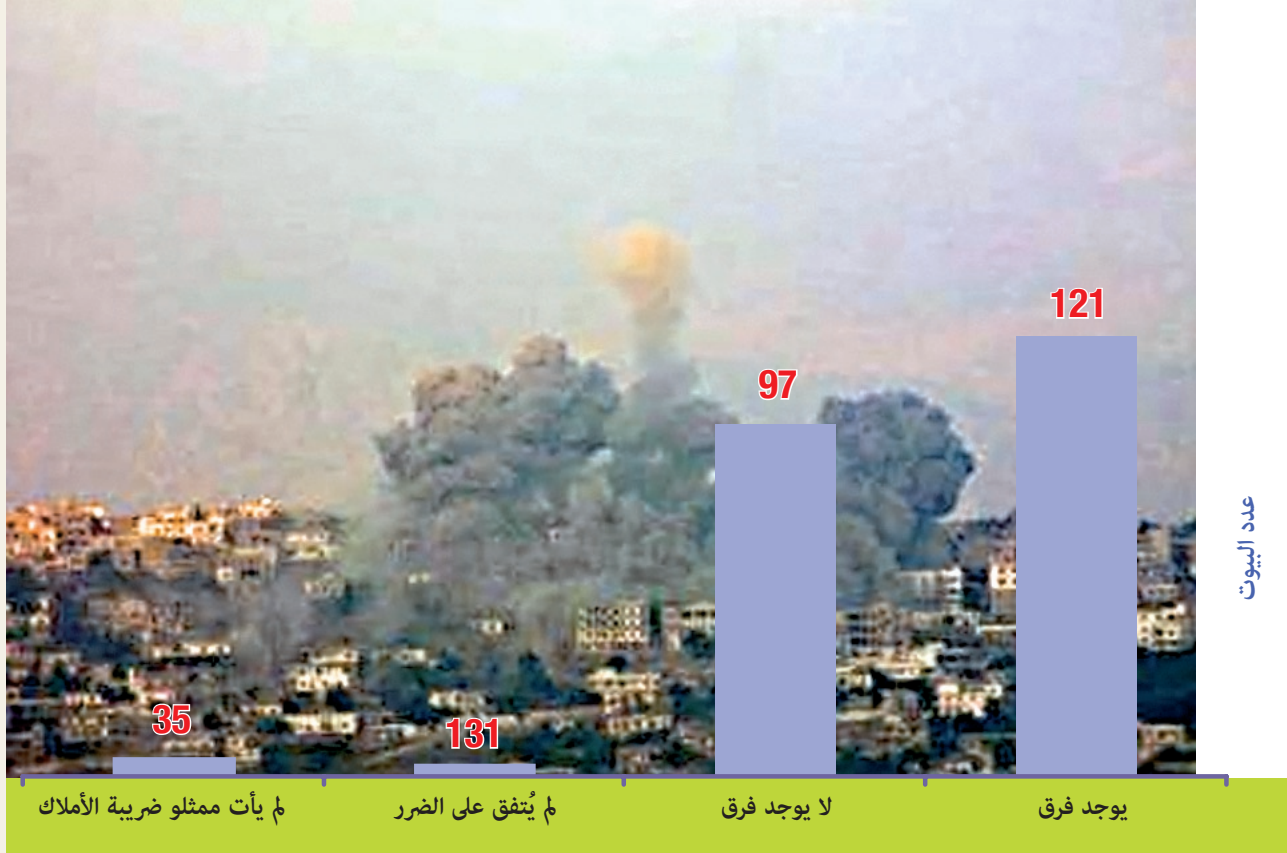 121
97
131
35
عدد البيوت
يوجد فرق
لا يوجد فرق
لم يُتفق على الضرر
لم يأت ممثلو ضريبة الأملاك